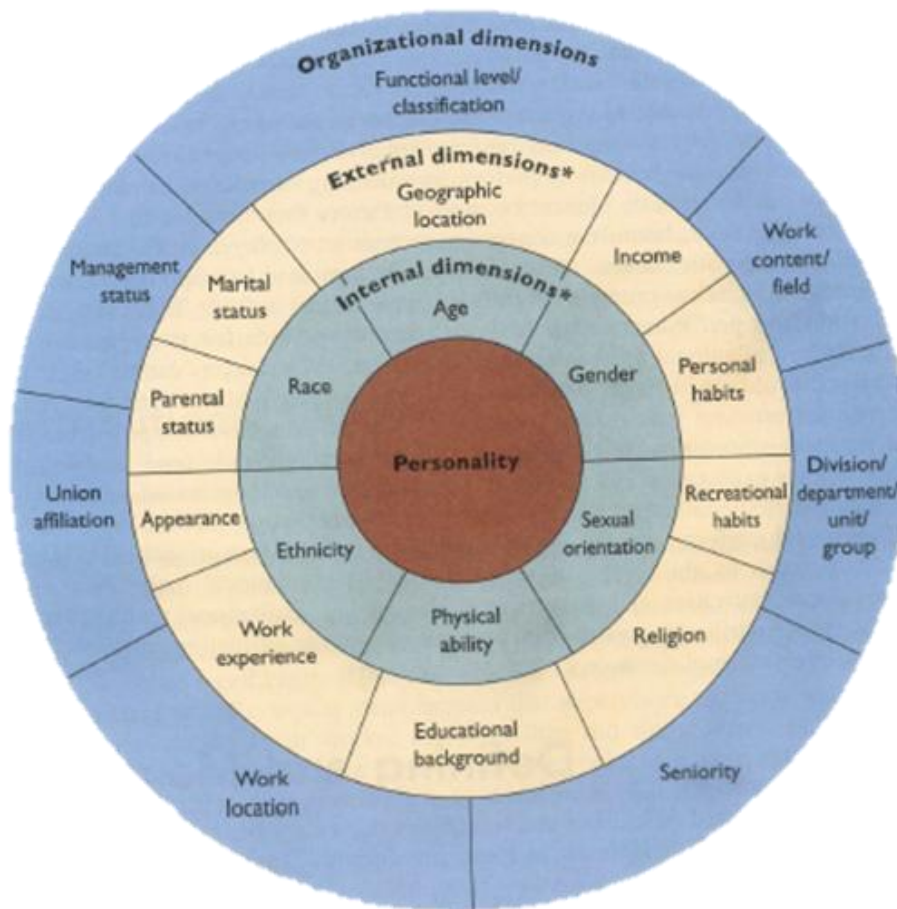 Organizational dimensions
Functional level/
classification
External dimensions*
Geographic
location
Income
Work
content/
field
Management
status
Marital
status
Internal dimensions*
Age
Race
Gender
Personal
habits
Parental
status
Personality
Division/
department/
unit/
group
Union
affiliation
Appearance
Recreational
habits
Ethnicity
Sexual
orientation
Physical
ability
Work
experience
Religion
Educational
background
Work
location
Seniority